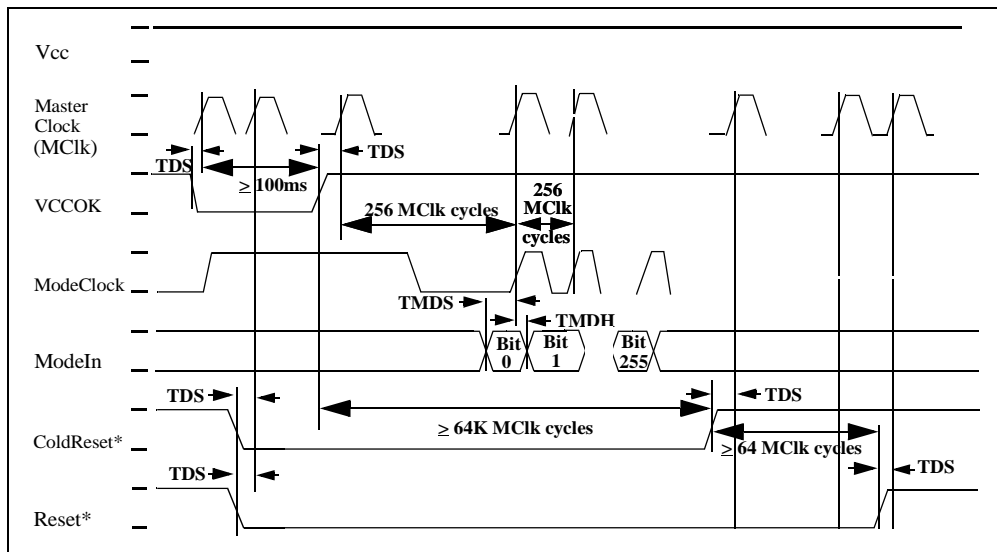 Vcc
Master
Clock
(MClk)
TDS
TDS
≥ 100ms
VCCOK
256 MClk cycles
256
MClk
cycles
ModeClock
TMDS
TMDH
ModeIn
Bit
0
Bit
1
Bit
255
TDS
TDS
ColdReset*
≥ 64K MClk cycles
≥ 64 MClk cycles
TDS
TDS
Reset*